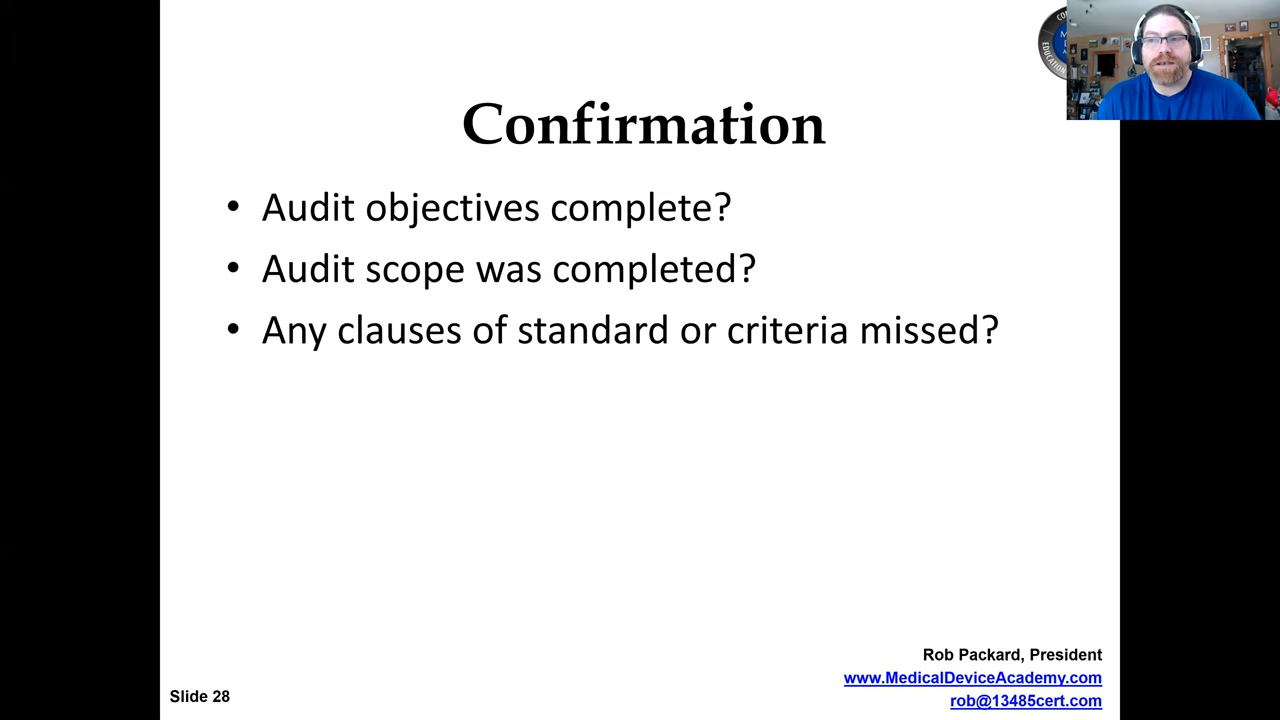 Confirmation
• Audit objectives complete?
• Audit scope was completed?
• Any clauses of standard or criteria missed?
Rob Packard, President
www.MedicalDeviceAcademy.com
rob@13485cert.com
Slide 28